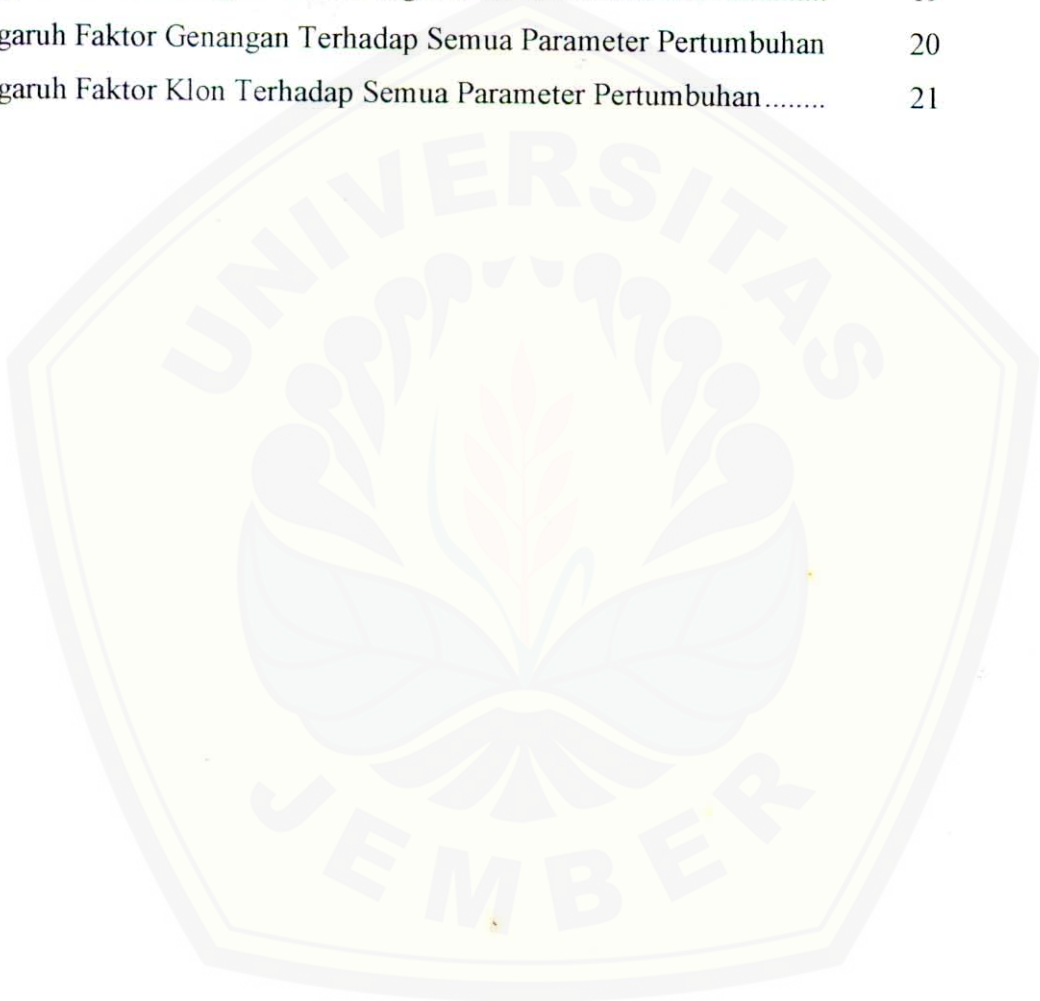 garuh Faktor Genangan Terhadap Semua Parameter Pertumbuhan 20
garuh Faktor Klon Terhadap Semua Parameter Pertumbuhan........ 21
UNIVERSITAS
JEMBER